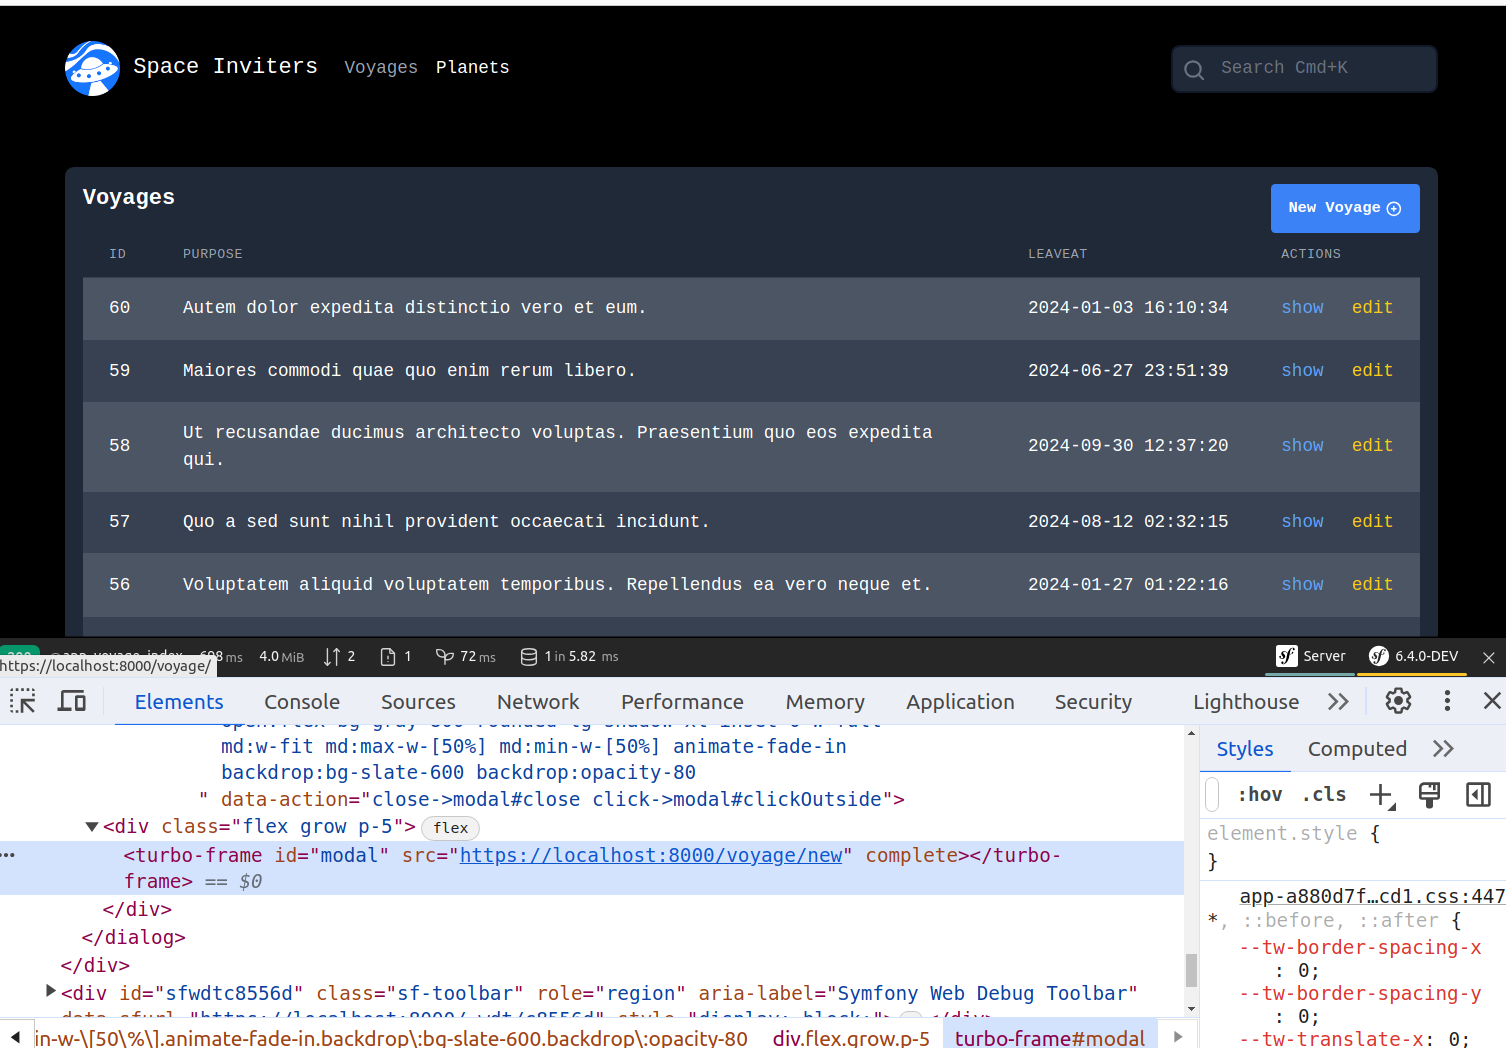 Space Inviters Voyages Planets Search Cmd+K
Voyages
New Voyage
ID PURPOSE LEAVEAT ACTIONS
60 Autem dolor expedita distinctio vero et eum. 2024-01-03 16:10:34 show edit
59 Maiores commodi quae quo enim rerum libero. 2024-06-27 23:51:39 show edit
58 Ut recusandae ducimus architecto voluptas. Praesentium quo eos expedita
qui. 2024-09-30 12:37:20 show edit
57 Quo a sed sunt nihil provident occaecati incidunt. 2024-08-12 02:32:15 show edit
56 Voluptatem aliquid voluptatem temporibus. Repellendus ea vero neque et. 2024-01-27 01:22:16 show edit
ms 4.0 MiB 2 1 72 ms 1 in 5.82 ms Server 6.4.0-DEV
https://localhost:8000/voyage/
Elements Console Sources Network Performance Memory Application Security Lighthouse
md:w-fit md:max-w-[50%] md:min-w-[50%] animate-fade-in
backdrop:bg-slate-600 backdrop:opacity-80
" data-action="close->modal#close click->modal#clickOutside">
<div class="flex grow p-5"> flex
<turbo-frame id="modal" src="https://localhost:8000/voyage/new" complete></turbo-
frame> == $0
</div>
</dialog>
</div>
<div id="sfwdtc8556d" class="sf-toolbar" role="region" aria-label="Symfony Web Debug Toolbar"
in-w-\[50\%\].animate-fade-in.backdrop\:bg-slate-600.backdrop\:opacity-80 div.flex.grow.p-5 turbo-frame#modal
Styles Computed
:hov .cls
element.style {
}
app-a880d7f…cd1.css:447
*, ::before, ::after {
--tw-border-spacing-x
: 0;
--tw-border-spacing-y
: 0;
--tw-translate-x: 0;